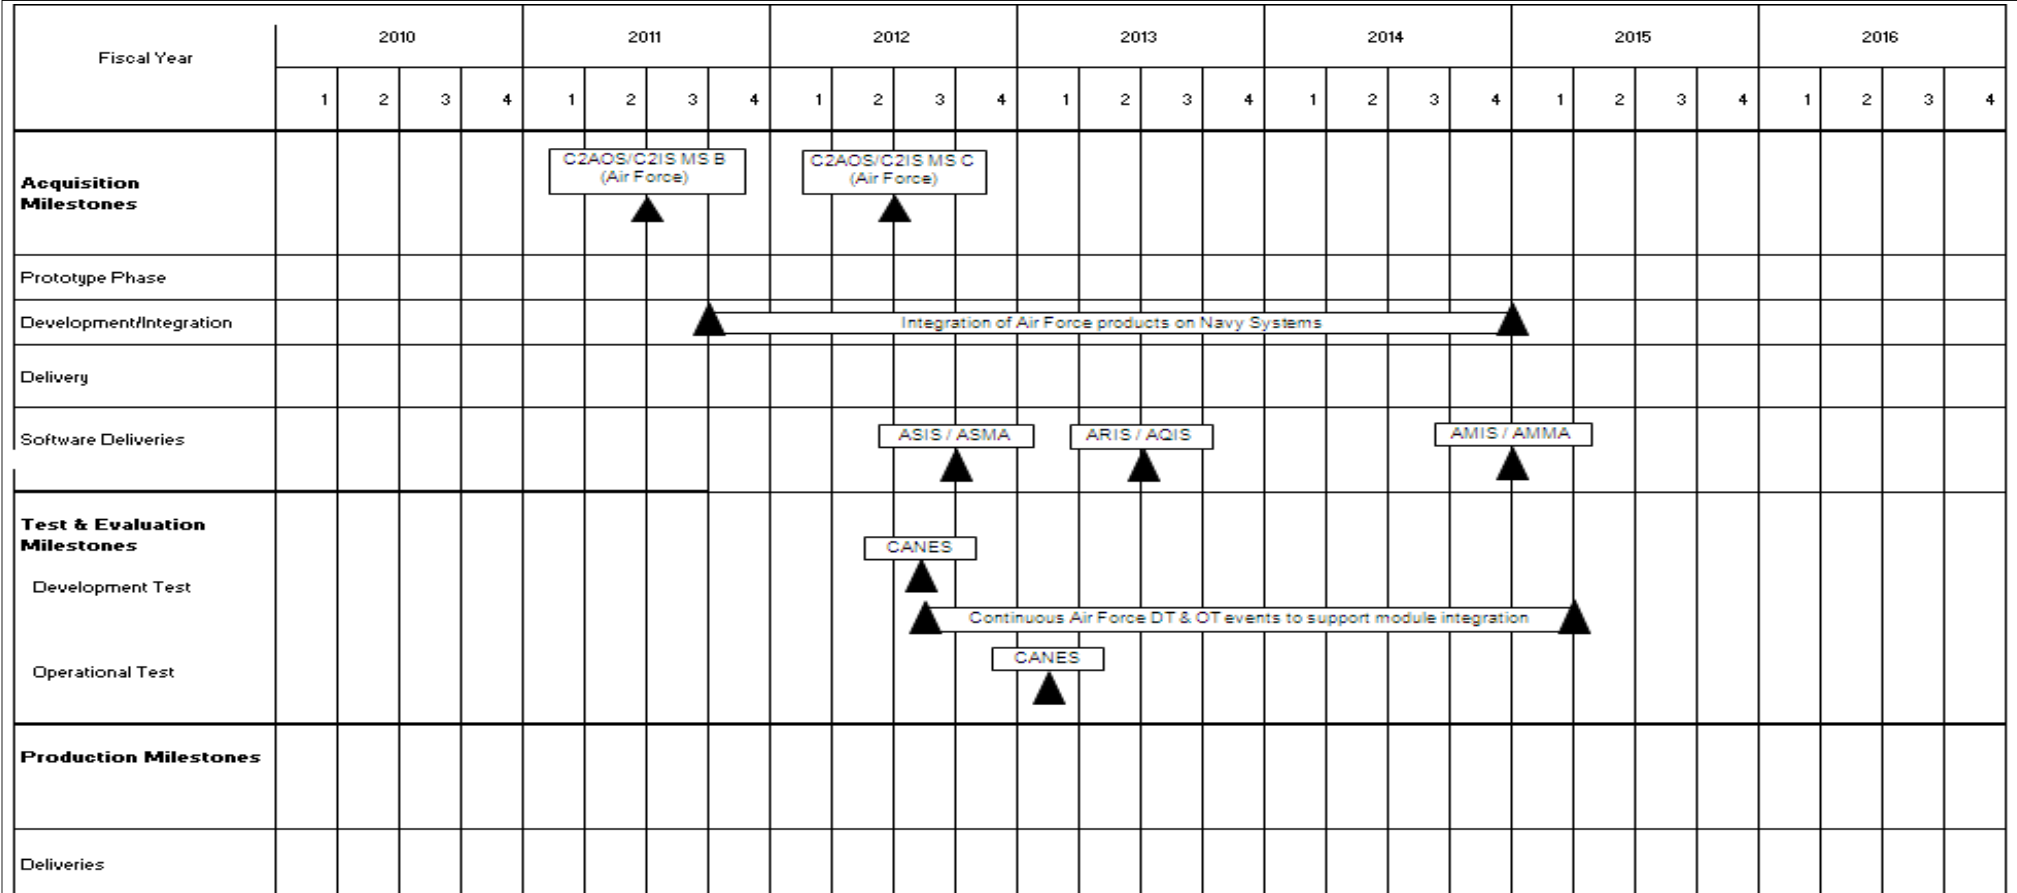 Fiscal Year
2010 2011 2012 2013 2014 2015 2016
1 2 3 4 1 2 3 4 1 2 3 4 1 2 3 4 1 2 3 4 1 2 3 4 1 2 3 4
Acquisition
Milestones
C2AOS/C2IS MS B
(Air Force)
C2AOS/C2IS MS C
(Air Force)
Prototype Phase
Development/Integration
Integration of Air Force products on Navy Systems
Delivery
Software Deliveries
ASIS / ASMA
ARIS / AQIS
AMIS / AMMA
Test & Evaluation
Milestones
CANES
Development Test
Continuous Air Force DT & OT events to support module integration
CANES
Operational Test
Production Milestones
Deliveries